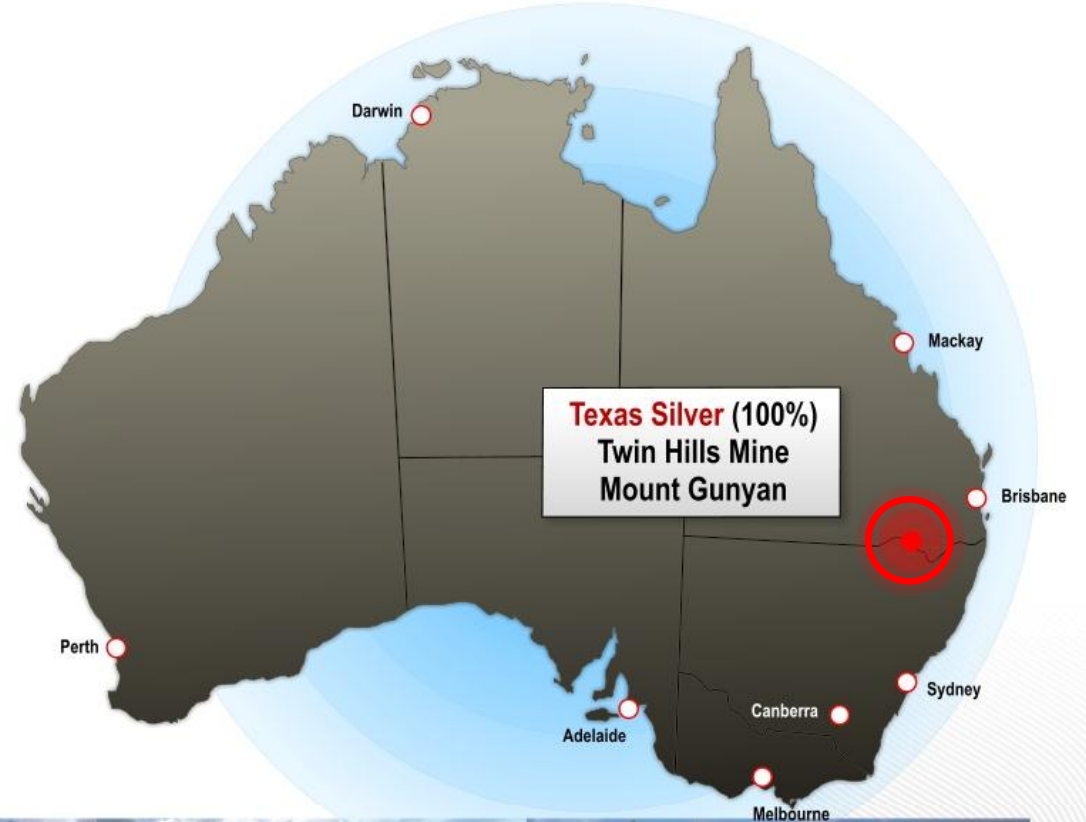 Darwin
Mackay
Texas Silver (100%)
Twin Hills Mine
Mount Gunyan
Brisbane
Perth
Sydney
Canberra
Adelaide
Melbourne